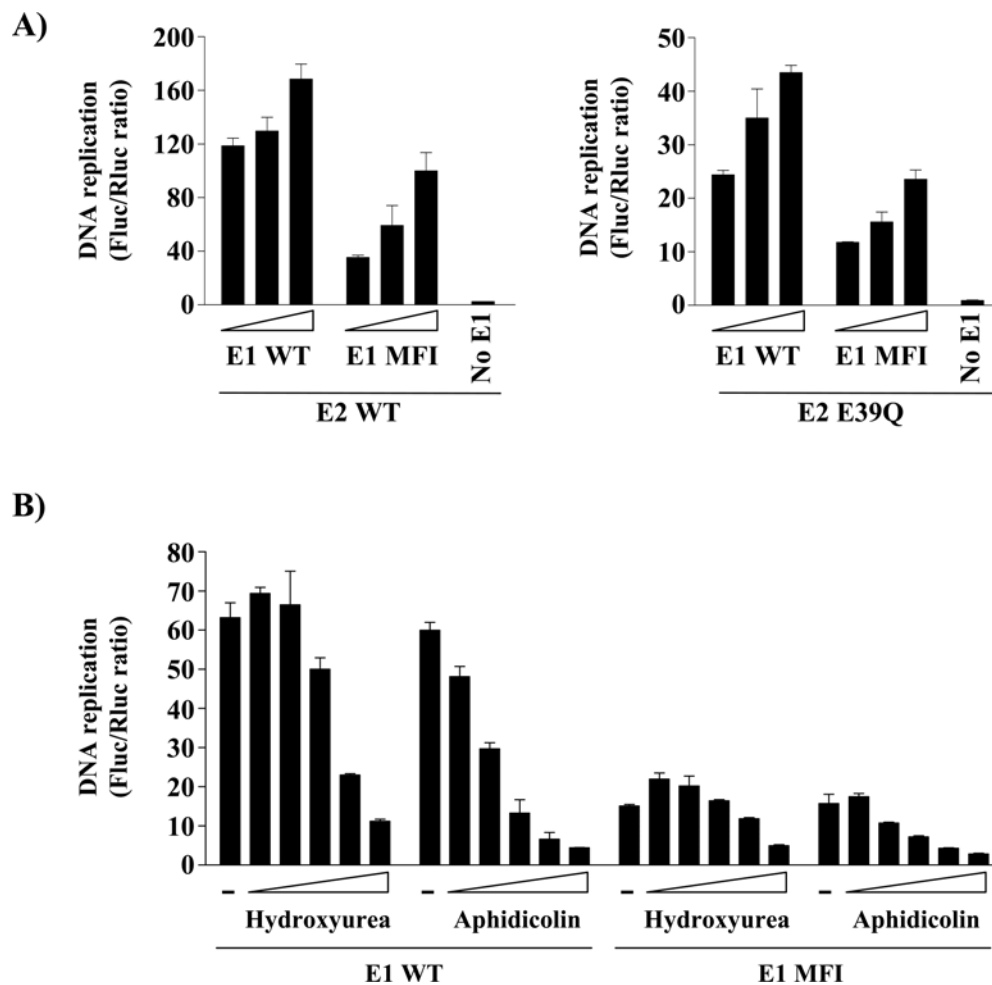 A)
DNA replication
(Fluc/Rluc ratio)
200
160
120
80
40
0
E1 WT
E1 MFI
No E1
E2 WT
DNA replication
(Fluc/Rluc ratio)
50
40
30
20
10
0
E1 WT
E1 MFI
No E1
E2 E39Q
B)
DNA replication
(Fluc/Rluc ratio)
80
70
60
50
40
30
20
10
0
- - - -
Hydroxyurea Aphidicolin Hydroxyurea Aphidicolin
E1 WT E1 MFI